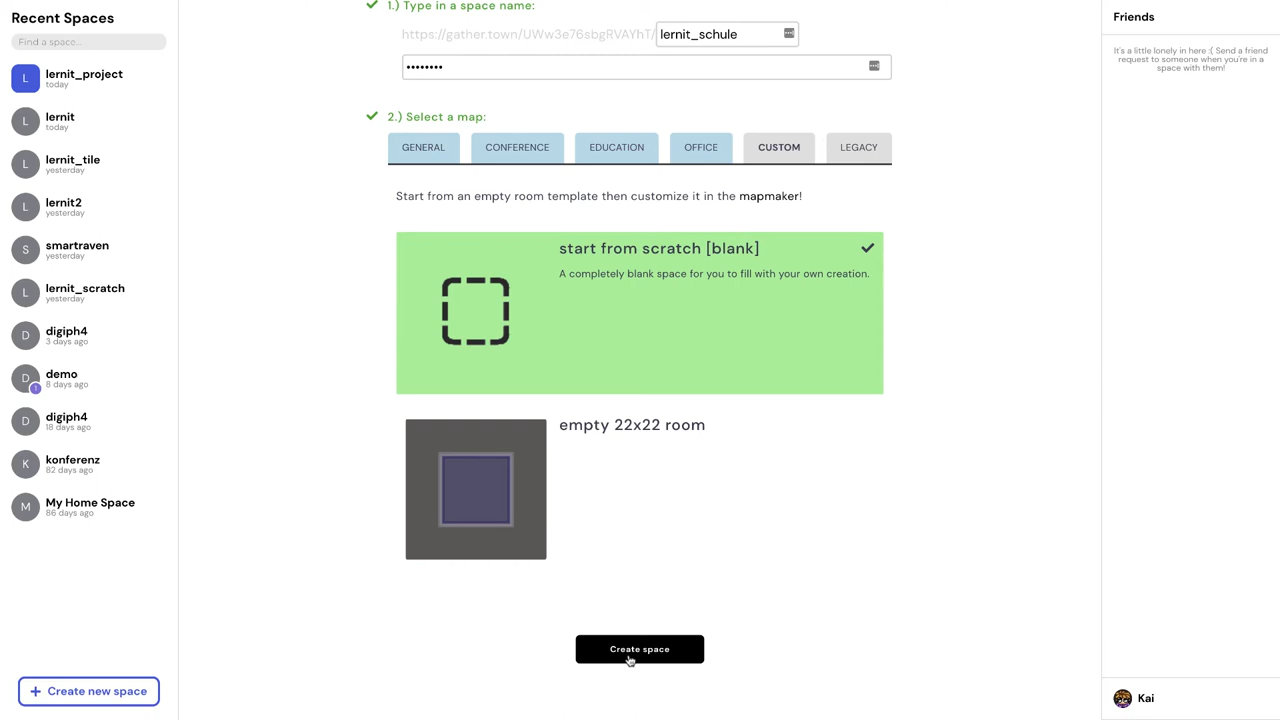 Recent Spaces
Find a space...
L
lernit_project
today
L
lernit
today
L
lernit_tile
yesterday
L
lernit2
yesterday
S
smartraven
yesterday
L
lernit_scratch
yesterday
D
digiph4
3 days ago
D
demo
8 days ago
1
D
digiph4
18 days ago
K
konferenz
82 days ago
M
My Home Space
86 days ago
+ Create new space
1.) Type in a space name:
https://gather.town/UWw3e76sbgRVAYhT/ lernit_schule
••••••••
2.) Select a map:
GENERAL CONFERENCE EDUCATION OFFICE CUSTOM LEGACY
Start from an empty room template then customize it in the mapmaker!
start from scratch [blank]
A completely blank space for you to fill with your own creation.
empty 22x22 room
Create space
Friends
It's a little lonely in here :( Send a friend
request to someone when you're in a
space with them!
Kai